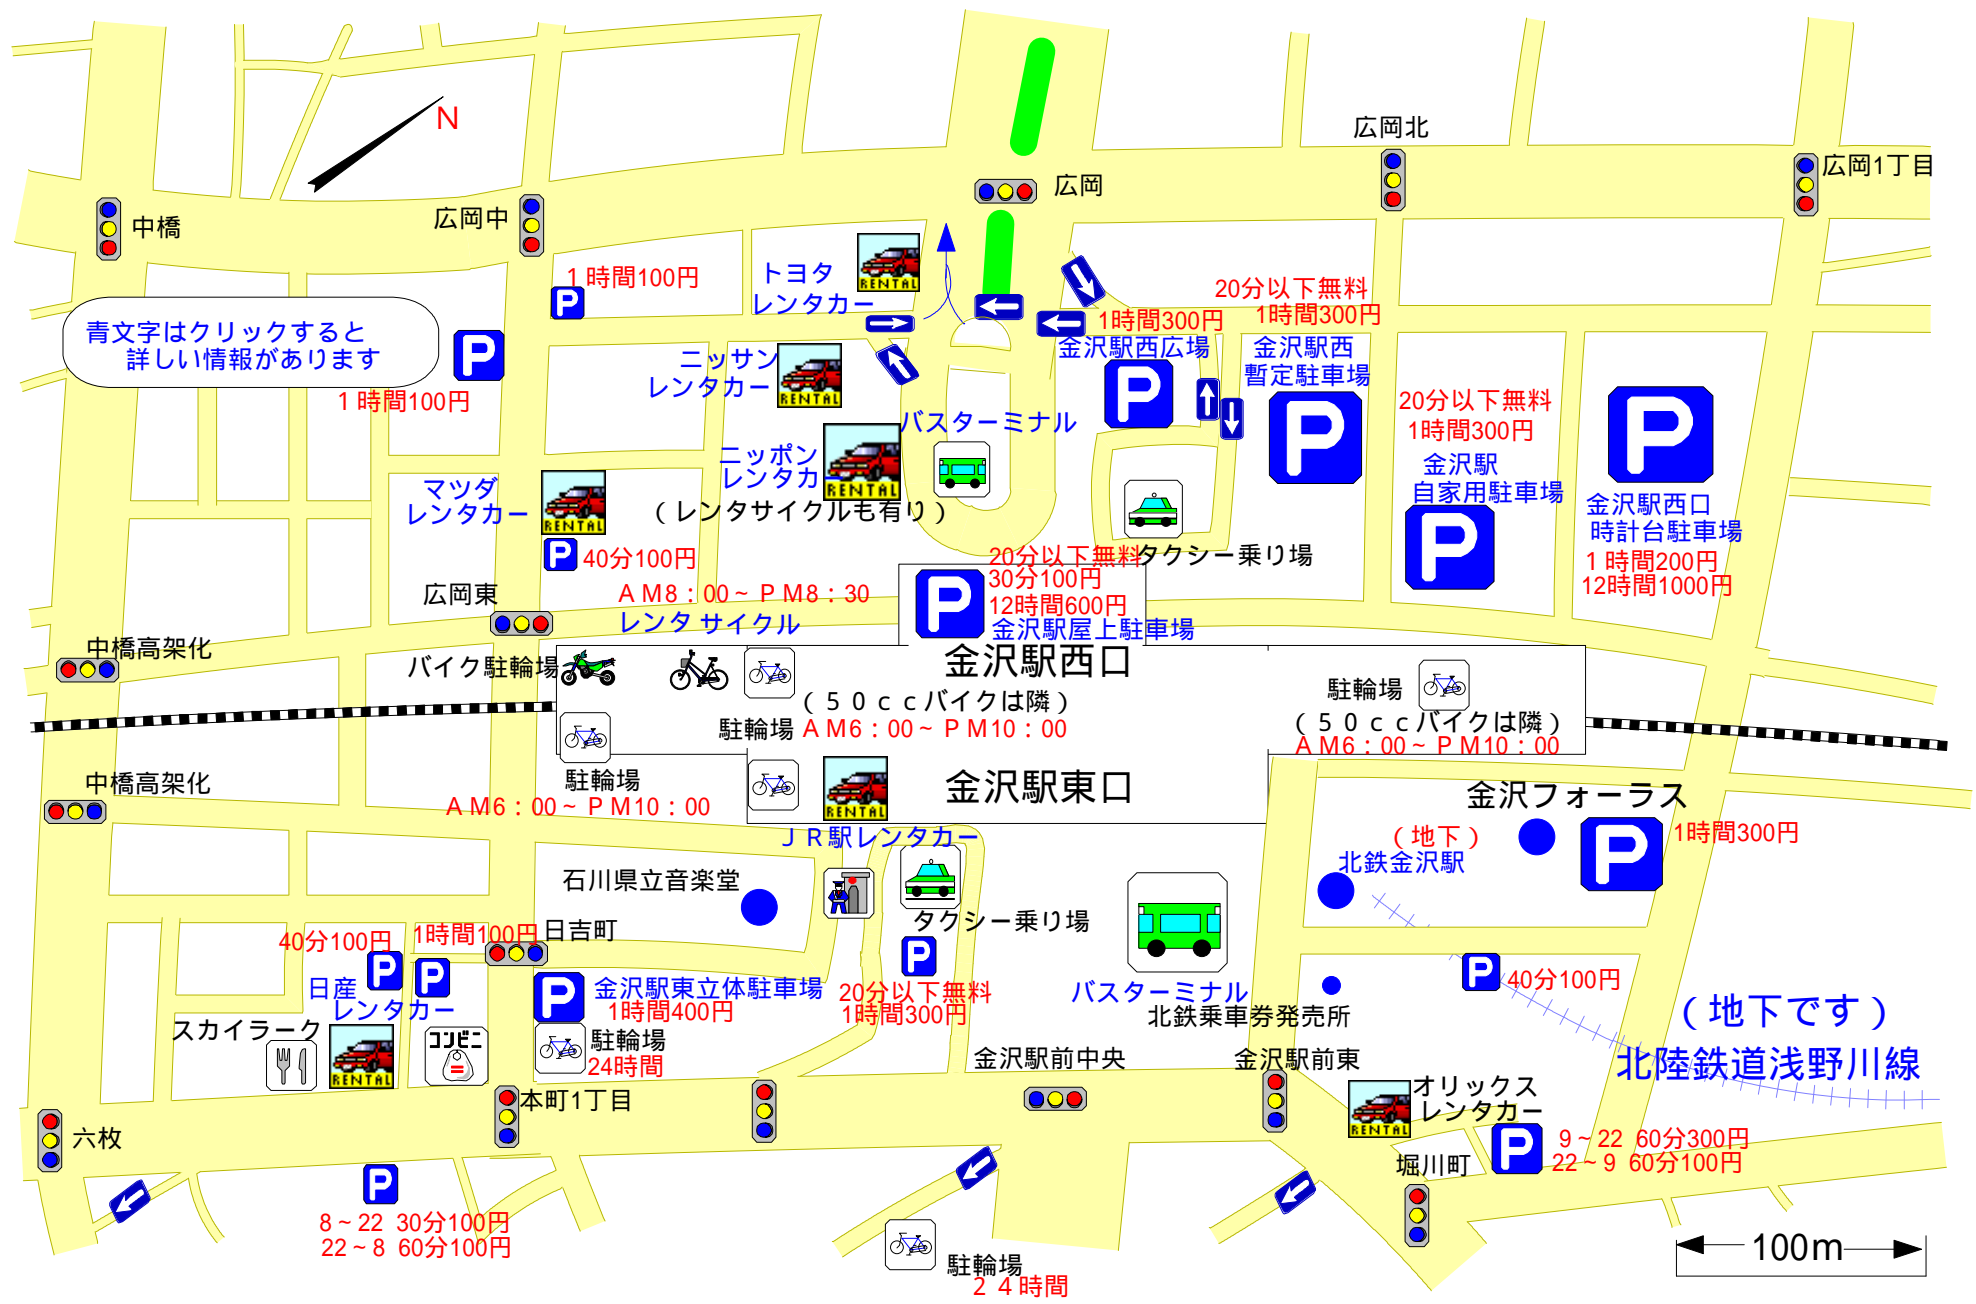 N
広岡北
広岡1丁目
広岡
中橋
広岡中
1時間100円
トヨタ
レンタカー
20分以下無料
1時間300円
1時間300円
金沢駅西広場
金沢駅西
暫定駐車場
青文字はクリックすると
詳しい情報があります
1時間100円
ニッサン
レンタカー
バスターミナル
20分以下無料
1時間300円
金沢駅
自家用駐車場
ニッポン
レンタカー
(レンタサイクルも有り)
マツダ
レンタカー
RENTAL
RENTAL
RENTAL
RENTAL
P
P
P
P
P
P
金沢駅西口
時計台駐車場
1時間200円
12時間1000円
P
40分100円
タクシー乗り場
20分以下無料
30分100円
12時間600円
金沢駅屋上駐車場
P
P
広岡東
AM8:00~PM8:30
レンタサイクル
中橋高架化
バイク駐輪場
金沢駅西口
(50ccバイクは隣)
駐輪場 AM6:00~PM10:00
駐輪場
(50ccバイクは隣)
AM6:00~PM10:00
中橋高架化
駐輪場
AM6:00~PM10:00
金沢駅東口
RENTAL
JR駅レンタカー
金沢フォーラス
P
1時間300円
(地下)
北鉄金沢駅
石川県立音楽堂
タクシー乗り場
P
20分以下無料
1時間300円
日吉町
40分100円
1時間100円
P
P
日産
レンタカー
RENTAL
スカイラーク
コンビニ
P
金沢駅東立体駐車場
1時間400円
駐輪場
24時間
バスターミナル
北鉄乗車券発売所
P
40分100円
(地下です)
北陸鉄道浅野川線
金沢駅前中央
金沢駅前東
本町1丁目
六枚
オリックス
レンタカー
RENTAL
P
9~22 60分300円
22~9 60分100円
堀川町
P
8~22 30分100円
22~8 60分100円
駐輪場
24時間
100m